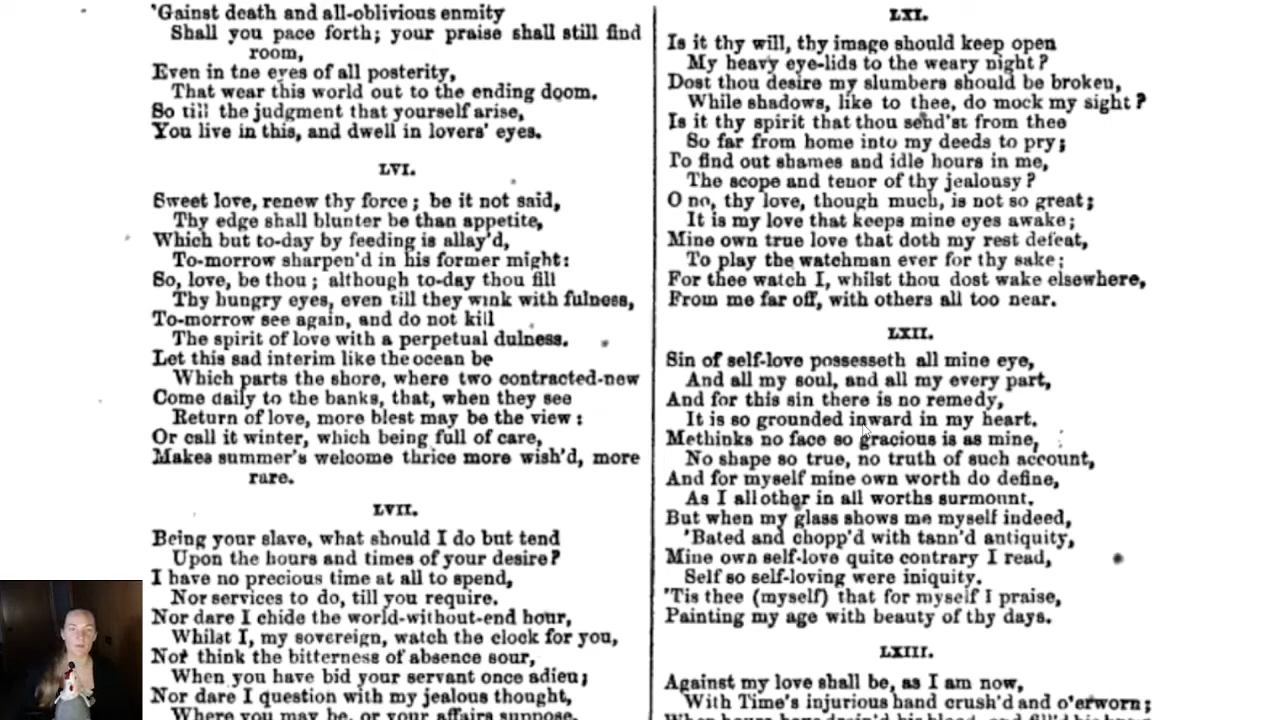 'Gainst death and all-oblivious enmity
Shall you pace forth; your praise shall still find
room,
Even in tne eyes of all posterity,
That wear this world out to the ending doom.
So till the judgment that yourself arise,
You live in this, and dwell in lovers' eyes.
LVI.
Sweet love, renew thy force; be it not said,
Thy edge shall blunter be than appetite,
Which but to-day by feeding is allay'd,
To-morrow sharpen'd in his former might:
So, love, be thou; although to-day thou fill
Thy hungry eyes, even till they wink with fulness,
To-morrow see again, and do not kill
The spirit of love with a perpetual dulness.
Let this sad interim like the ocean be
Which parts the shore, where two contracted-new
Come daily to the banks, that, when they see
Return of love, more blest may be the view:
Or call it winter, which being full of care,
Makes summer's welcome thrice more wish'd, more
rare.
LVII.
Being your slave, what should I do but tend
Upon the hours and times of your desire?
I have no precious time at all to spend,
Nor services to do, till you require.
Nor dare I chide the world-without-end hour,
Whilst I, my sovereign, watch the clock for you,
Not think the bitterness of absence sour,
When you have bid your servant once adieu;
Nor dare I question with my jealous thought,
Where you may be, or your affairs suppose,
LXI.
Is it thy will, thy image should keep open
My heavy eye-lids to the weary night?
Dost thou desire my slumbers should be broken,
While shadows, like to thee, do mock my sight?
Is it thy spirit that thou send'st from thee
So far from home into my deeds to pry;
To find out shames and idle hours in me,
The scope and tenor of thy jealousy?
O no, thy love, though much, is not so great;
It is my love that keeps mine eyes awake;
Mine own true love that doth my rest defeat,
To play the watchman ever for thy sake;
For thee watch I, whilst thou dost wake elsewhere,
From me far off, with others all too near.
LXII.
Sin of self-love possesseth all mine eye,
And all my soul, and all my every part,
And for this sin there is no remedy,
It is so grounded inward in my heart.
Methinks no face so gracious is as mine,
No shape so true, no truth of such account,
And for myself mine own worth do define,
As I all other in all worths surmount.
But when my glass shows me myself indeed,
'Bated and chopp'd with tann'd antiquity,
Mine own self-love quite contrary I read,
Self so self-loving were iniquity.
'Tis thee (myself) that for myself I praise,
Painting my age with beauty of thy days.
LXIII.
Against my love shall be, as I am now,
With Time's injurious hand crush'd and o'erworn;